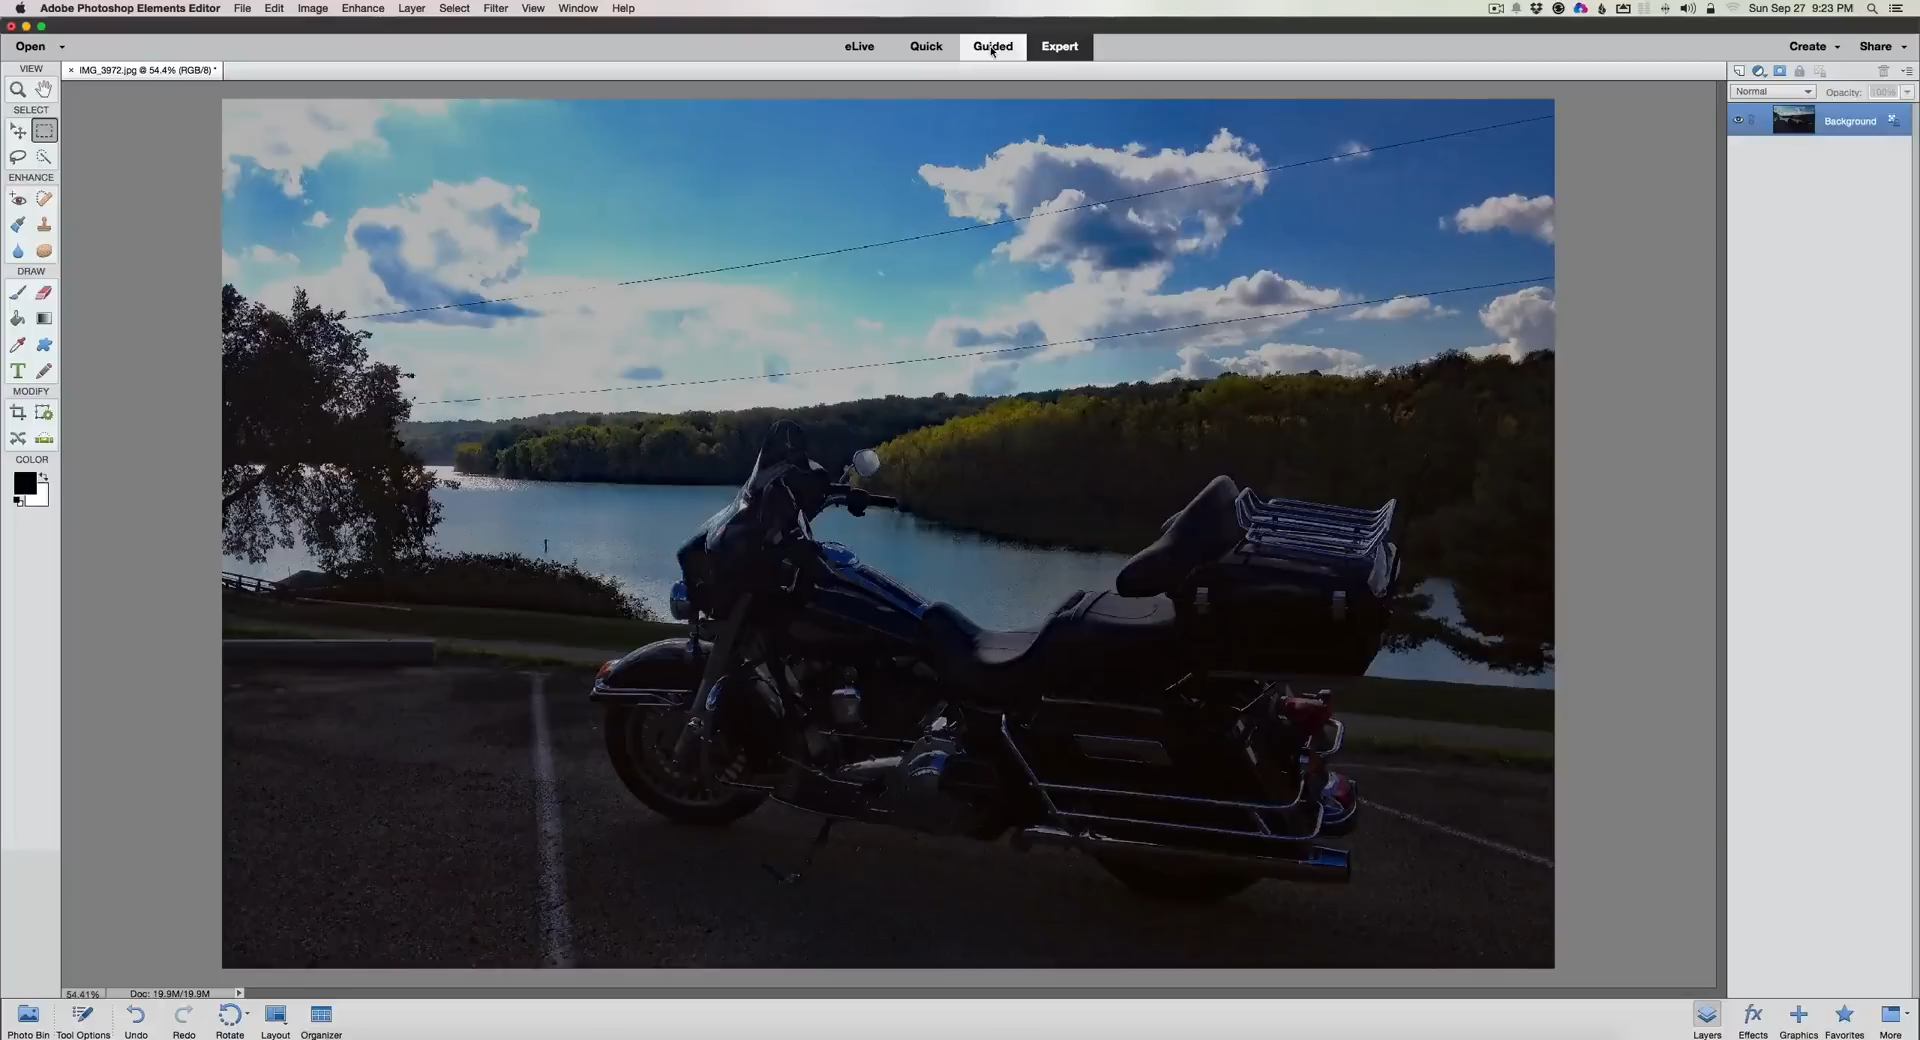 Adobe Photoshop Elements Editor File Edit Image Enhance Layer Select Filter View Window Help Sun Sep 27 9:23 PM
Open eLive Quick Guided Expert Create Share
VIEW × IMG_3972.jpg @ 54.4% (RGB/8) *
Normal Opacity: 100%
SELECT
Background
ENHANCE
DRAW
T
MODIFY
COLOR
54.41% Doc: 19.9M/19.9M
fx
Photo Bin Tool Options Undo Redo Rotate Layout Organizer Layers Effects Graphics Favorites More